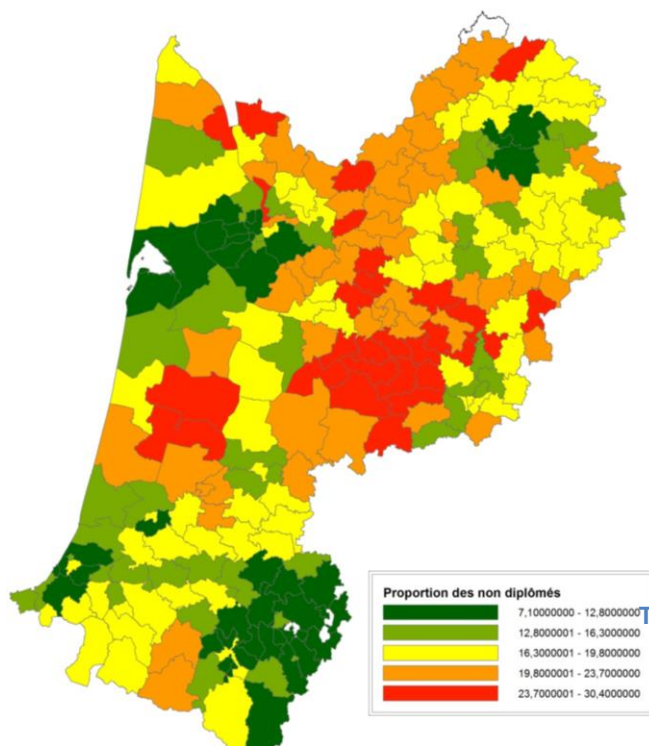 Proportion des non diplômés
7,10000000 - 12,8000000 T
12,8000001 - 16,3000000
16,3000001 - 19,8000000
19,8000001 - 23,7000000
23,7000001 - 30,4000000